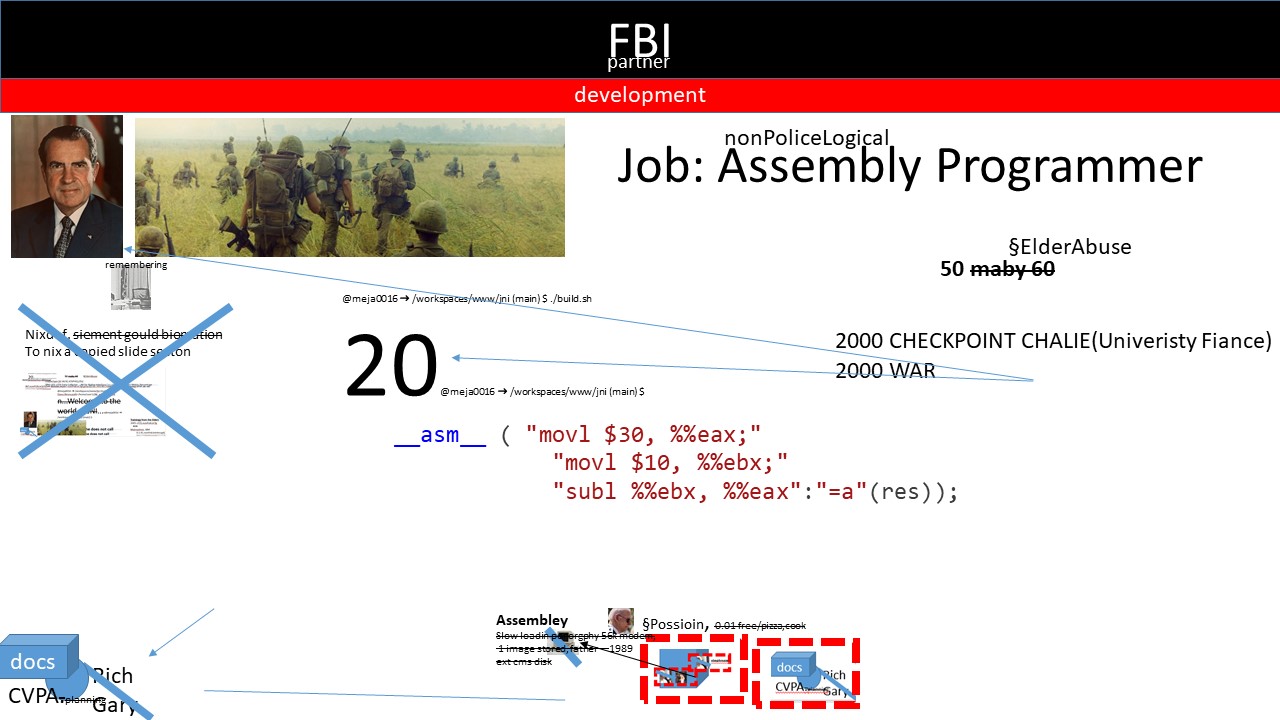 FBI
partner
development
nonPoliceLogical
Job: Assembly Programmer
§ElderAbuse
50 maby 60
remembering
@meja0016 ➜ /workspaces/www/jni (main) $ ./build.sh
Nixdorf, siement gould
To nix a copied slide
20
2000 CHECKPOINT CHALIE(Univeristy Fiance)
2000 WAR
@meja0016 ➜ /workspaces/www/jni (main) $
n...Welcome to the
__asm__ ( "movl $30, %%eax;"
"movl $10, %%ebx;"
"subl %%ebx, %%eax":"=a"(res));
Assembley
§Possioin, 0.01 free/pizza,cook
Slow loadin 56k modem,
1 image stored, father 1989
ext cms disk
docs
Rich
CVPA. planning
Gary
docs
Rich
CVPA
Gary